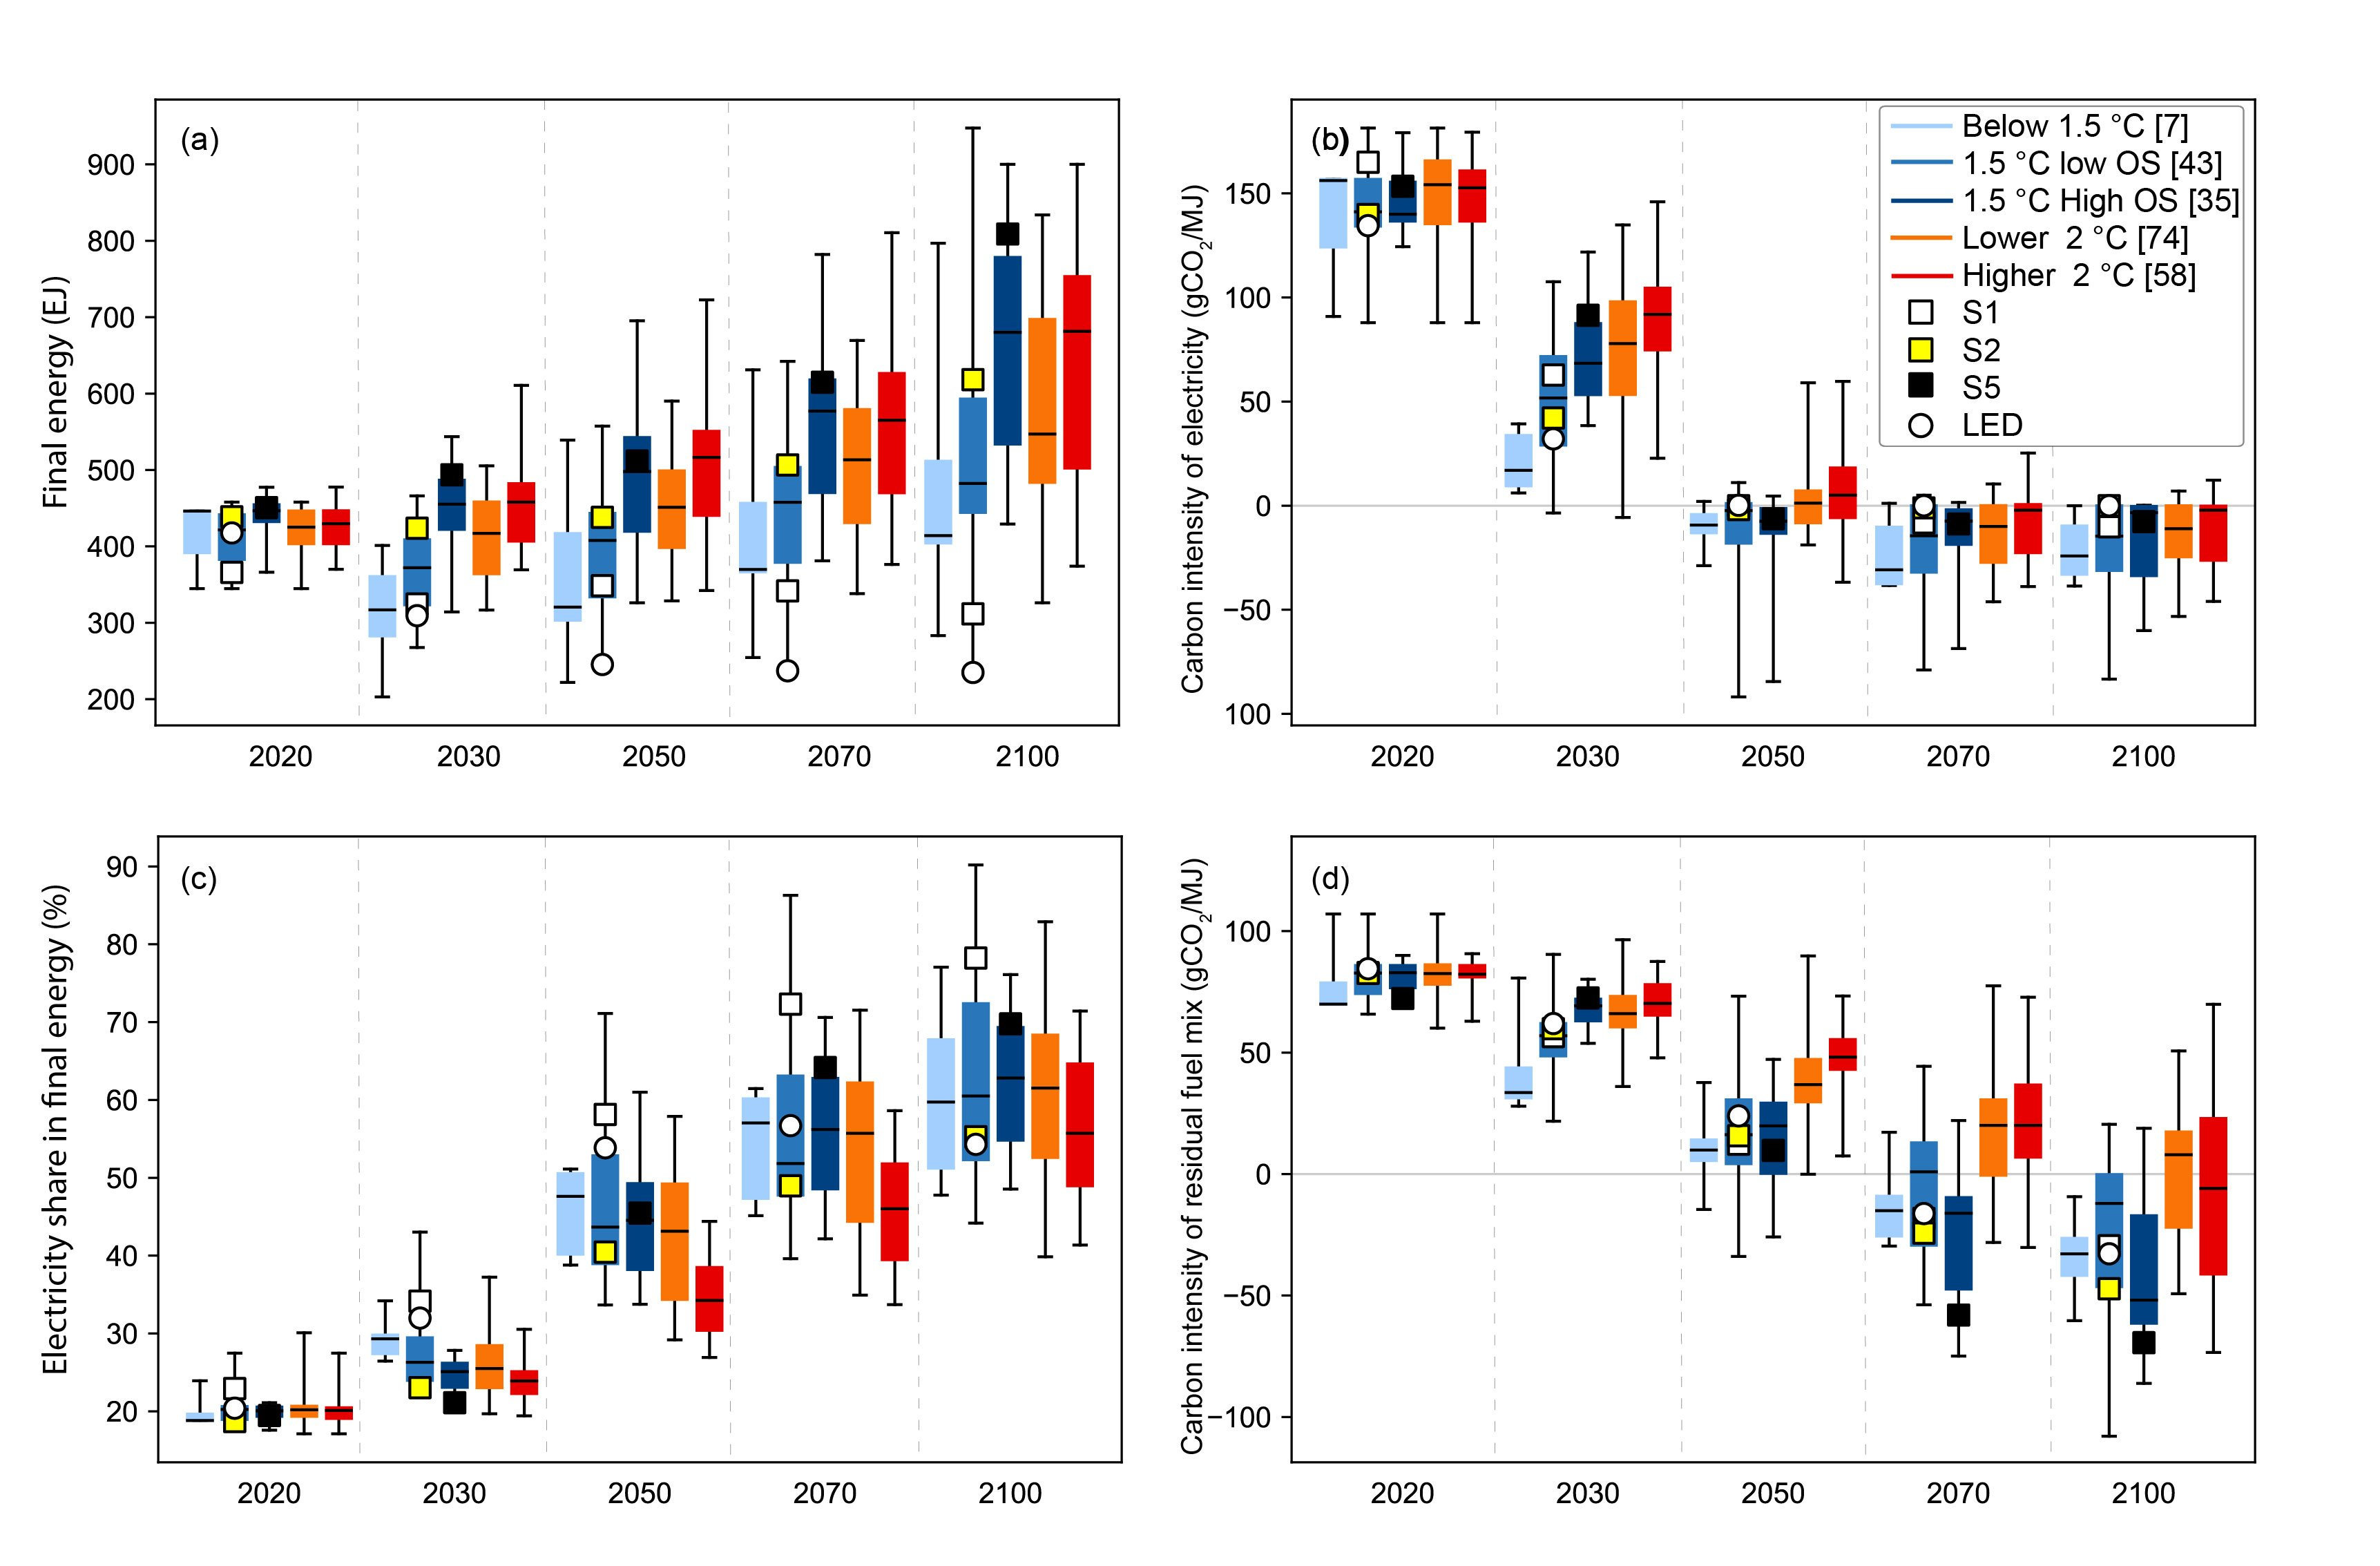 (a)
Final energy (EJ)
900
800
700
600
500
400
300
200
2020 2030 2050 2070 2100
(b)
Carbon intensity of electricity (gCO2/MJ)
150
100
50
0
−50
100
2020 2030 2050 2070 2100
Below 1.5 °C [7]
1.5 °C low OS [43]
1.5 °C High OS [35]
Lower 2 °C [74]
Higher 2 °C [58]
S1
S2
S5
LED
(c)
Electricity share in final energy (%)
90
80
70
60
50
40
30
20
2020 2030 2050 2070 2100
(d)
Carbon intensity of residual fuel mix (gCO2/MJ)
100
50
0
−50
−100
2020 2030 2050 2070 2100